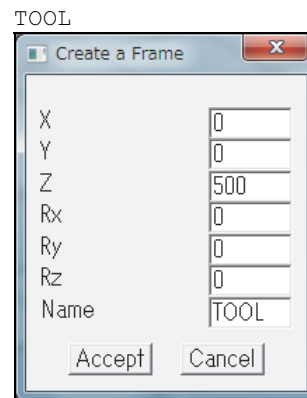 TOOL
Create a Frame
X 0
Y 0
Z 500
Rx 0
Ry 0
Rz 0
Name TOOL
Accept Cancel